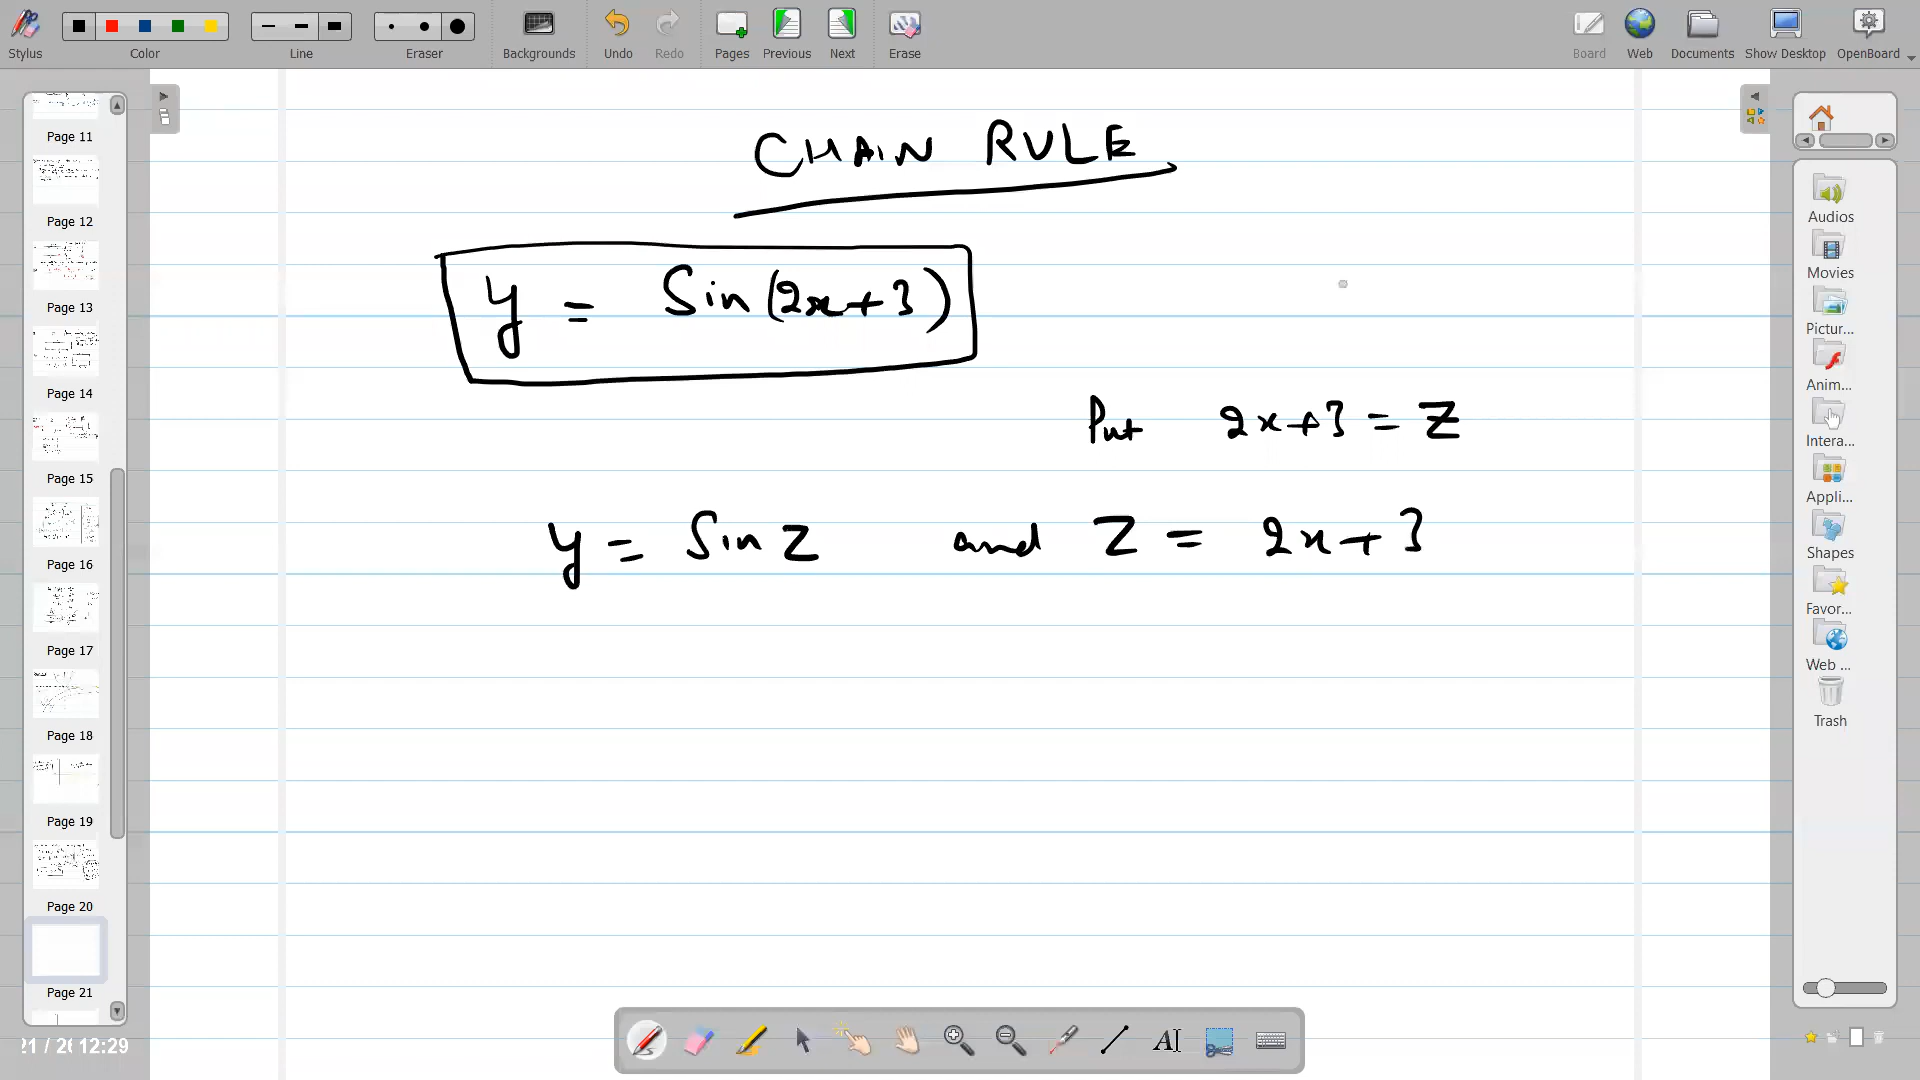 Stylus Color Line Eraser Backgrounds Undo Redo Pages Previous Next Erase Board Web Documents Show Desktop OpenBoard
CHAIN RULE
y = Sin(2x+3)
Put 2x+3 = Z
y = Sin Z and Z = 2x+3
Page 11
Page 12
Page 13
Page 14
Page 15
Page 16
Page 17
Page 18
Page 19
Page 20
Page 21
12:29
Audios
Movies
Pictur...
Anim...
Intera...
Appli...
Shapes
Favor...
Web ...
Trash